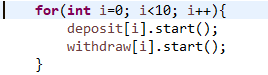 for(int i=0; i<10; i++){
deposit[i].start();
withdraw[i].start();
}